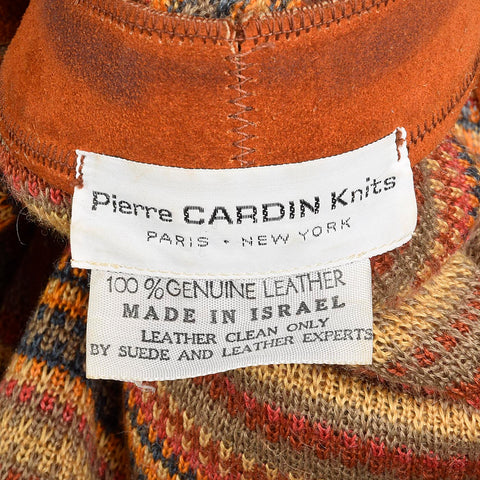 Pierre CARDIN Knits
PARIS • NEW YORK
100 % GENUINE LEATHER
MADE IN ISRAEL
LEATHER CLEAN ONLY
BY SUEDE AND LEATHER EXPERTS